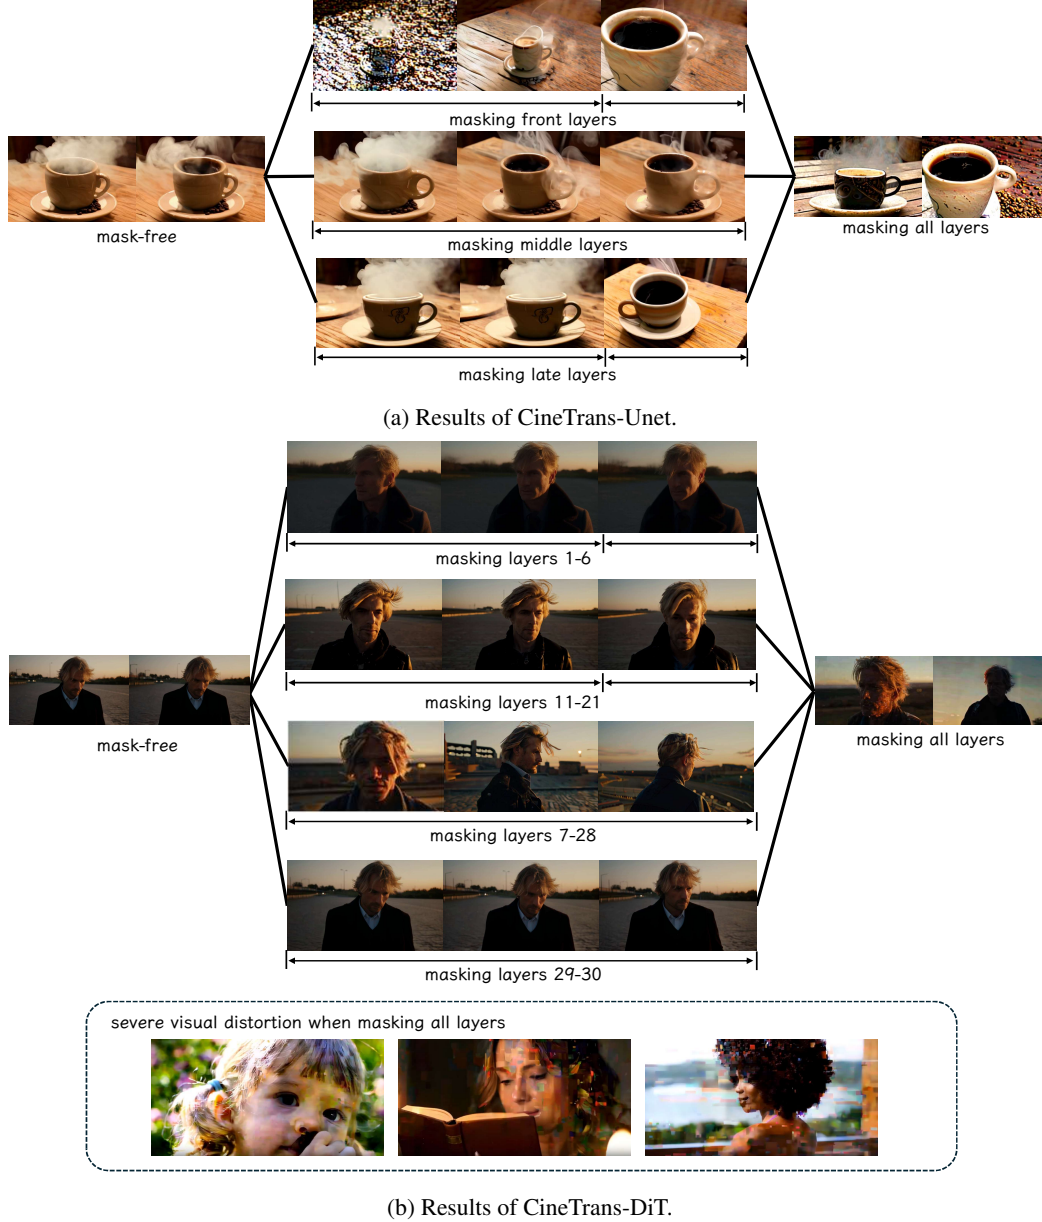 masking front layers
mask-free
masking middle layers
masking all layers
masking late layers
(a) Results of CineTrans-Unet.
masking layers 1-6
masking layers 11-21
mask-free
masking all layers
masking layers 7-28
masking layers 29-30
severe visual distortion when masking all layers
(b) Results of CineTrans-DiT.